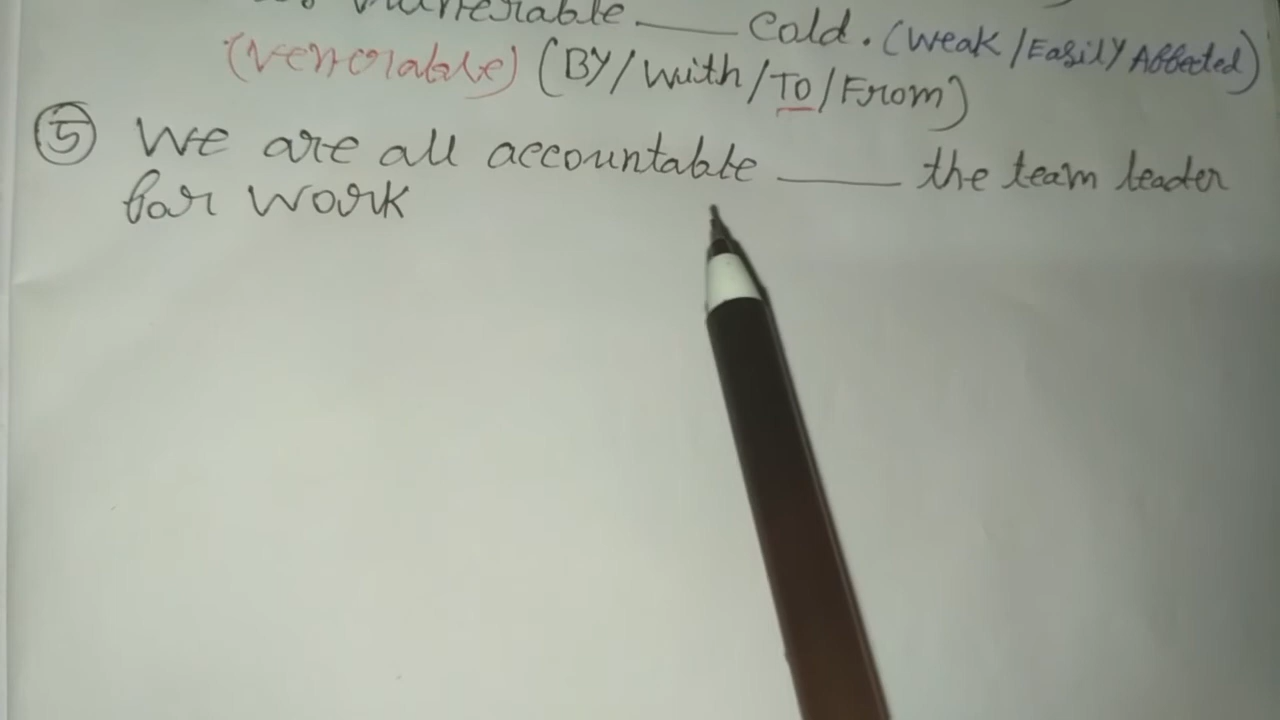 vulnerable ___ cold. (Weak / Easily Affected)
(venerable) (BY / with / TO / From)
⑤ We are all accountable ___ the team leader
for work